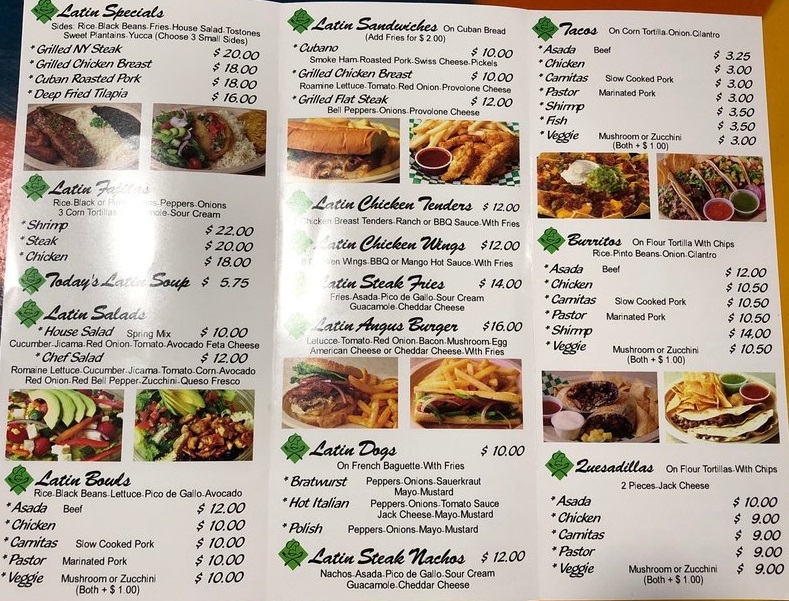 Latin Specials
Sides: Rice-Black Beans-Fries-House Salad-Tostones
Sweet Plantains-Yucca (Choose 3 Small Sides)
* Grilled NY Steak $ 20.00
* Grilled Chicken Breast $ 18.00
* Cuban Roasted Pork $ 18.00
* Deep Fried Tilapia $ 16.00
Latin Fajitas
Rice-Black or Peppers-Onions
3 Corn Tortillas Sour Cream
* Shrimp $ 22.00
* Steak $ 20.00
* Chicken $ 18.00
Today's Latin Soup $ 5.75
Latin Salads
* House Salad Spring Mix $ 10.00
Cucumber-Jicama-Red Onion-Tomato-Avocado Feta Cheese
* Chef Salad $ 12.00
Romaine Lettuce-Cucumber-Jicama-Tomato-Corn-Avocado
Red Onion-Red Bell Pepper-Zucchini-Queso Fresco
Latin Bowls
Rice-Black Beans-Lettuce-Pico de Gallo-Avocado
* Asada Beef $ 12.00
* Chicken $ 10.00
* Carnitas Slow Cooked Pork $ 10.00
* Pastor Marinated Pork $ 10.00
* Veggie Mushroom or Zucchini $ 10.00
(Both + $ 1.00)
Latin Sandwiches On Cuban Bread
(Add Fries for $ 2.00)
* Cubano $ 10.00
Smoke Ham-Roasted Pork-Swiss Cheese-Pickels
* Grilled Chicken Breast $ 10.00
Roamine Lettuce-Tomato-Red Onion-Provolone Cheese
* Grilled Flat Steak $ 12.00
Bell Peppers-Onions-Provolone Cheese
Latin Chicken Tenders $ 12.00
Chicken Breast Tenders-Ranch or BBQ Sauce-With Fries
Latin Chicken Wings $12.00
Wings-BBQ or Mango Hot Sauce-With Fries
Latin Steak Fries $ 14.00
Fries-Asada-Pico de Gallo-Sour Cream
Guacamole-Cheddar Cheese
Latin Angus Burger $16.00
Letucce-Tomato-Red Onion-Bacon-Mushroom-Egg
American Cheese or Cheddar Cheese-With Fries
Latin Dogs $ 10.00
On French Baguette-With Fries
* Bratwurst Peppers-Onions-Sauerkraut
Mayo-Mustard
* Hot Italian Peppers-Onions-Tomato Sauce
Jack Cheese-Mayo-Mustard
* Polish Peppers-Onions-Mayo-Mustard
Latin Steak Nachos $ 12.00
Nachos-Asada-Pico de Gallo-Sour Cream
Guacamole-Cheddar Cheese
Tacos On Corn Tortilla-Onion-Cilantro
* Asada Beef $ 3.25
* Chicken $ 3.00
* Carnitas Slow Cooked Pork $ 3.00
* Pastor Marinated Pork $ 3.00
* Shirmp $ 3.50
* Fish $ 3.50
* Veggie Mushroom or Zucchini $ 3.00
(Both + $ 1.00)
Burritos On Flour Tortilla With Chips
Rice-Pinto Beans-Onion-Cilantro
* Asada Beef $ 12.00
* Chicken $ 10.50
* Carnitas Slow Cooked Pork $ 10.50
* Pastor Marinated Pork $ 10.50
* Shirmp $ 14.00
* Veggie Mushroom or Zucchini $ 10.50
(Both + $ 1.00)
Quesadillas On Flour Tortillas-With Chips
2 Pieces-Jack Cheese
* Asada $ 10.00
* Chicken $ 9.00
* Carnitas $ 9.00
* Pastor $ 9.00
* Veggie Mushroom or Zucchini $ 9.00
(Both + $ 1.00)